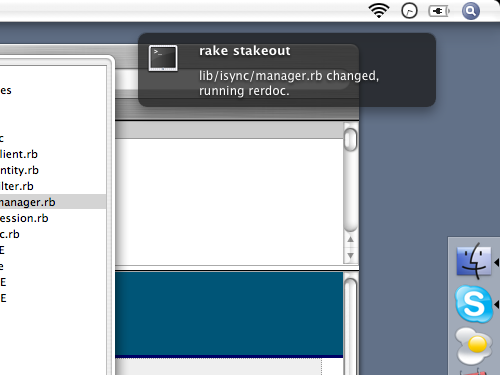 rake stakeout
lib/isync/manager.rb changed,
running rerdoc.
es
c
lient.rb
ntity.rb
ilter.rb
manager.rb
ession.rb
c.rb
E
e
E
E